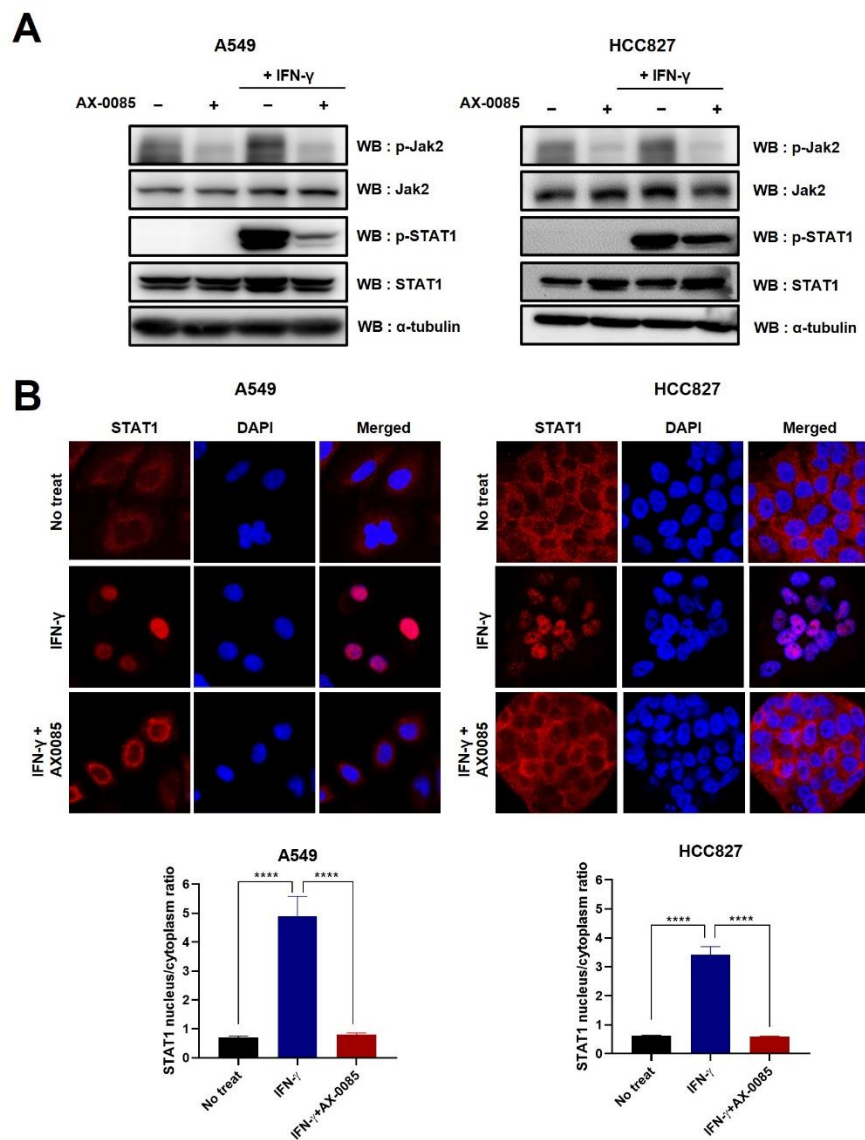 A
A549
+ IFN-γ
AX-0085 – + – +
WB : p-Jak2
WB : Jak2
WB : p-STAT1
WB : STAT1
WB : α-tubulin
HCC827
+ IFN-γ
AX-0085 – + – +
WB : p-Jak2
WB : Jak2
WB : p-STAT1
WB : STAT1
WB : α-tubulin
B
A549
STAT1 DAPI Merged
No treat
IFN-γ
IFN-γ +
AX0085
HCC827
STAT1 DAPI Merged
No treat
IFN-γ
IFN-γ +
AX0085
A549
STAT1 nucleus/cytoplasm ratio
6
5
4
3
2
1
0
**** ****
No treat
IFN-γ
IFN-γ+AX-0085
HCC827
STAT1 nucleus/cytoplasm ratio
6
5
4
3
2
1
0
**** ****
No treat
IFN-γ
IFN-γ+AX-0085